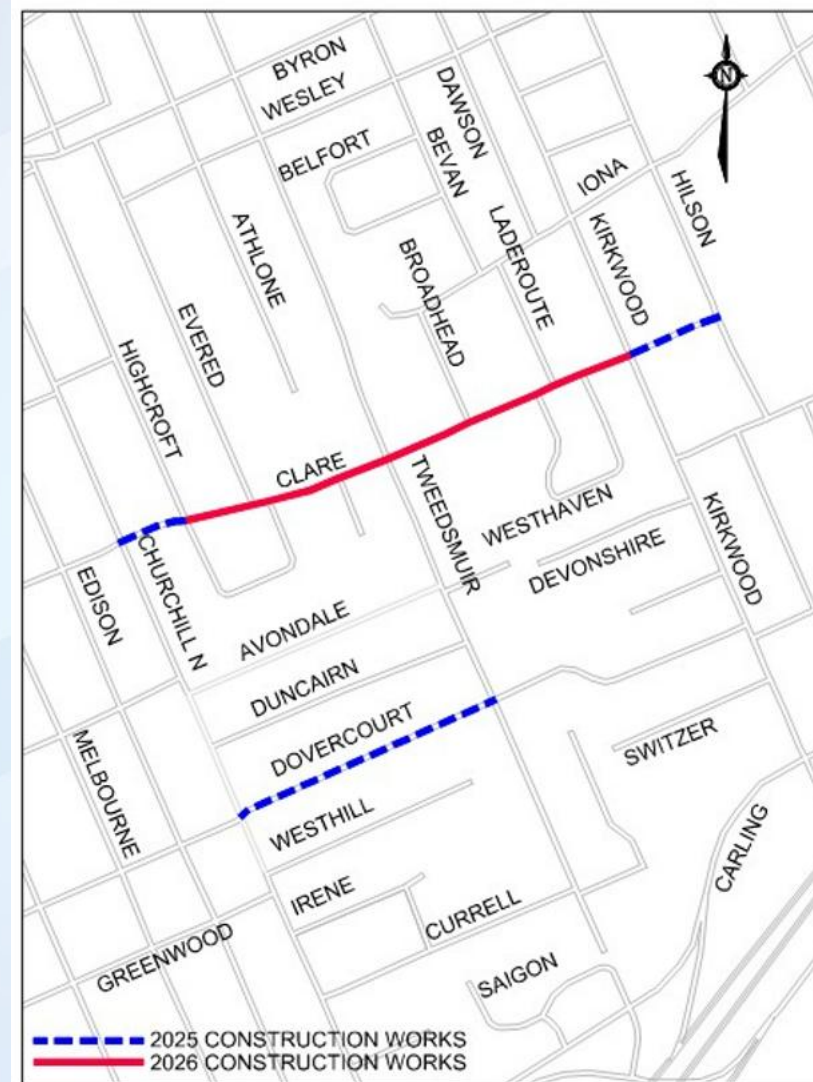 BYRON
WESLEY
BELFORT
DAWSON
BEVAN
N
IONA
HILSON
ATHLONE
LADEROUTE
KIRKWOOD
BROADHEAD
EVERED
HIGHCROFT
CLARE
TWEEDSMUIR
WESTHAVEN
KIRKWOOD
DEVONSHIRE
EDISON
CHURCHILL N
AVONDALE
DUNCAIRN
DOVERCOURT
SWITZER
MELBOURNE
WESTHILL
CARLING
IRENE
CURRELL
GREENWOOD
SAIGON
2025 CONSTRUCTION WORKS
2026 CONSTRUCTION WORKS